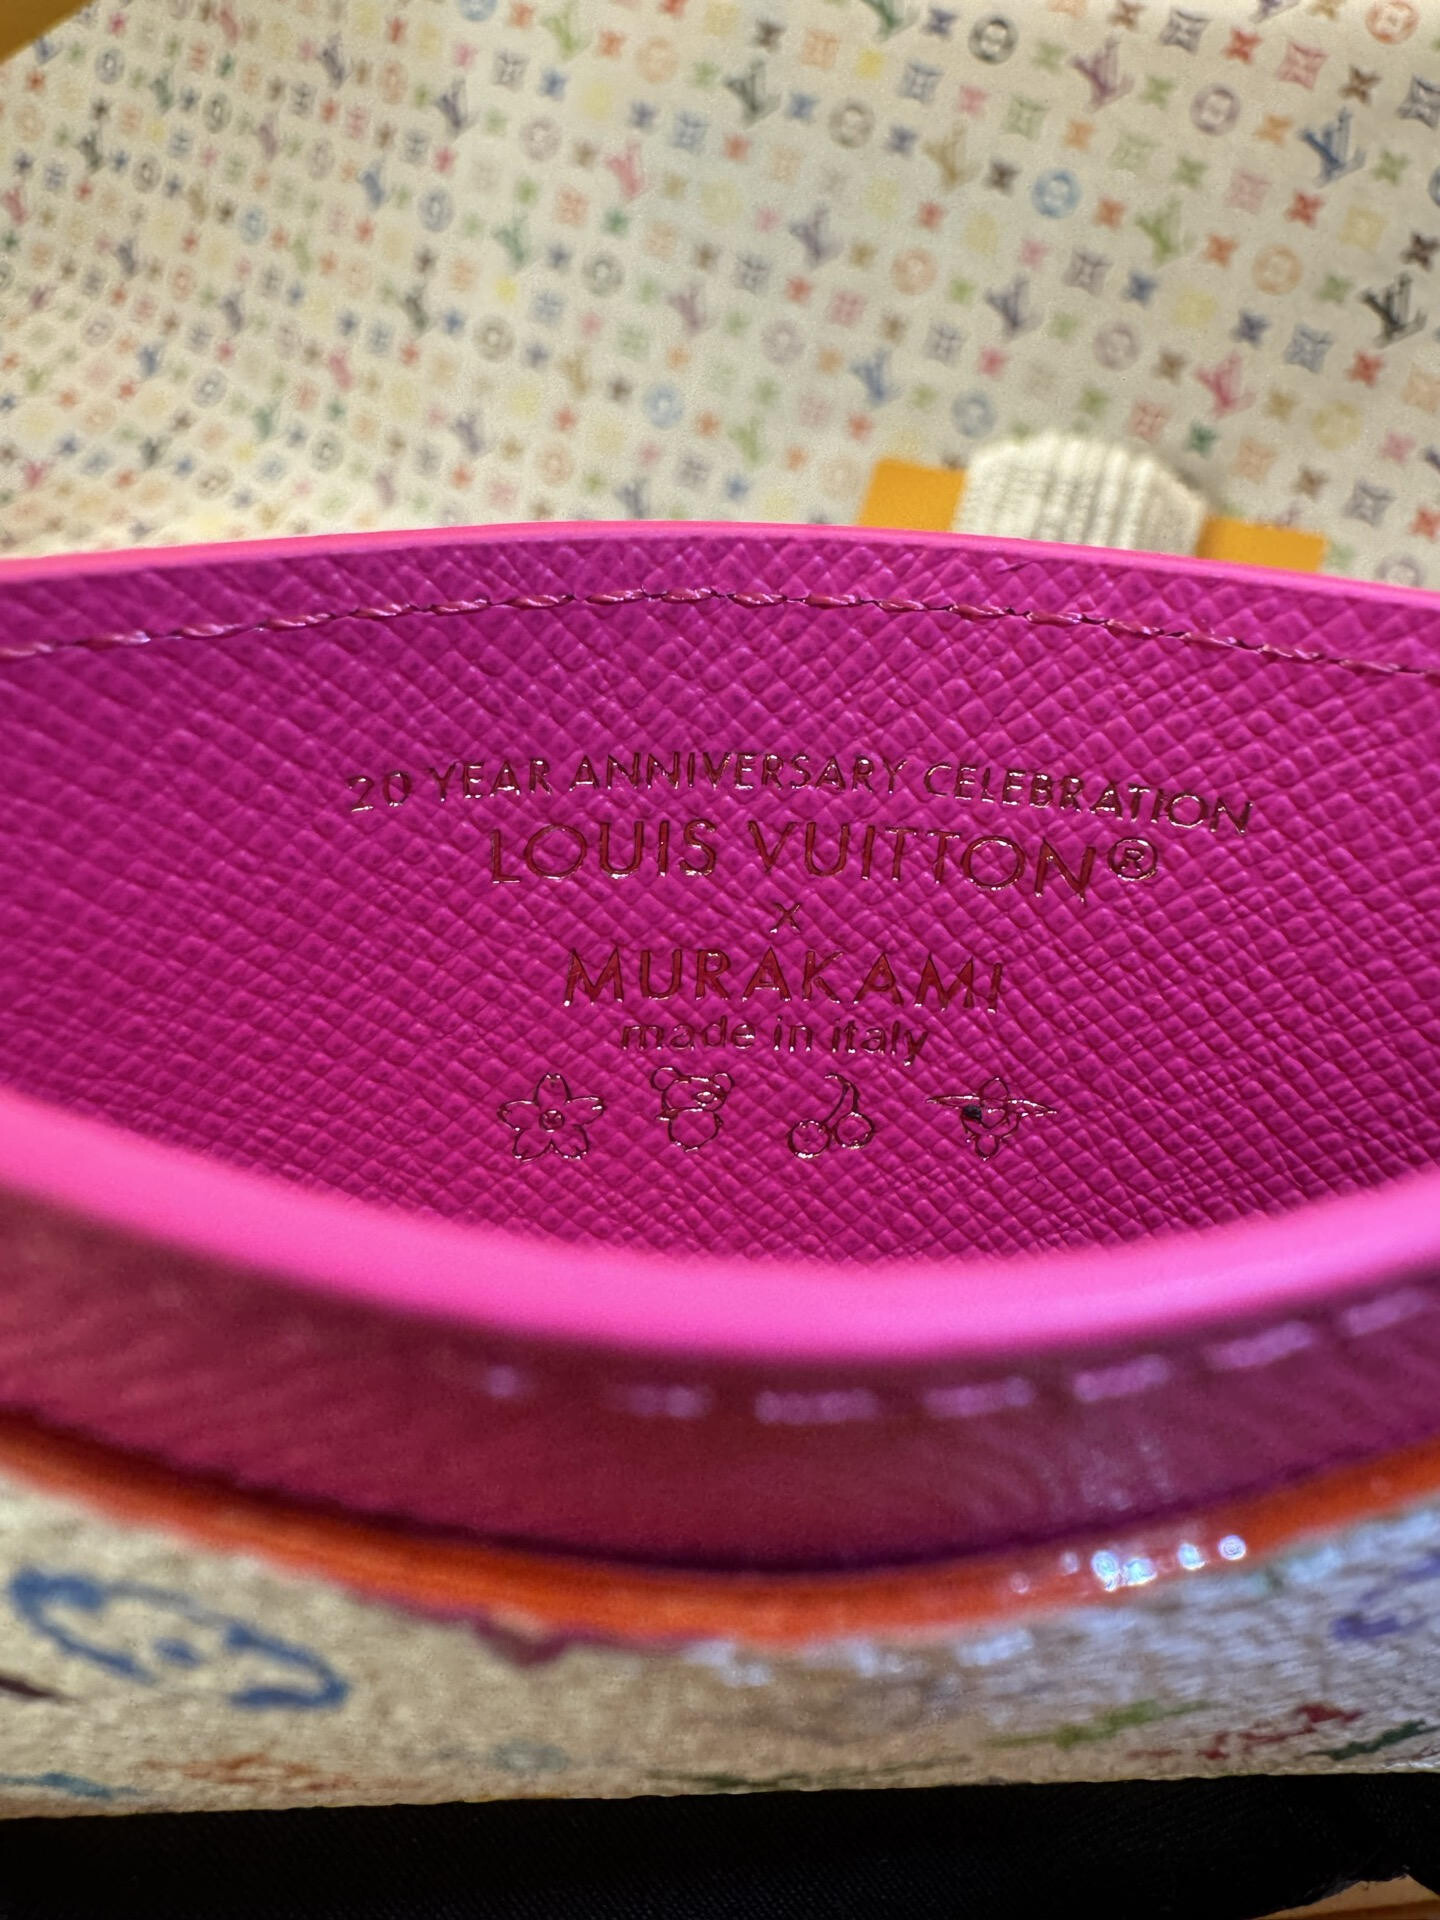 20 YEAR ANNIVERSARY CELEBRATION
LOUIS VUITTON®
x
MURAKAMI
made in italy